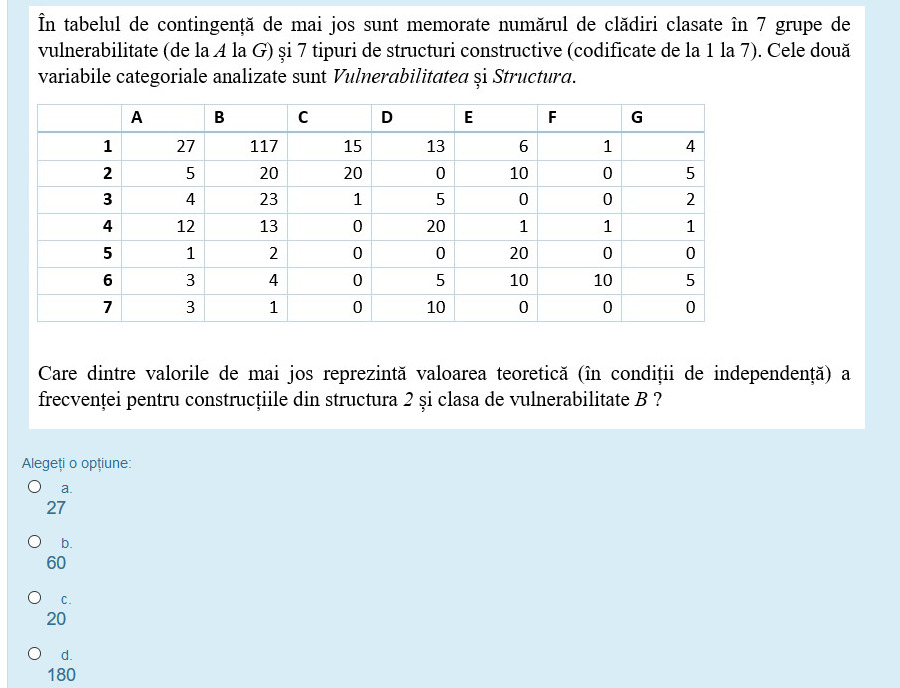 În tabelul de contingență de mai jos sunt memorate numărul de clădiri clasate în 7 grupe de
vulnerabilitate (de la A la G) și 7 tipuri de structuri constructive (codificate de la 1 la 7). Cele două
variabile categoriale analizate sunt Vulnerabilitatea și Structura.
A B C D E F G
1 27 117 15 13 6 1 4
2 5 20 20 0 10 0 5
3 4 23 1 5 0 0 2
4 12 13 0 20 1 1 1
5 1 2 0 0 20 0 0
6 3 4 0 5 10 10 5
7 3 1 0 10 0 0 0
Care dintre valorile de mai jos reprezintă valoarea teoretică (în condiții de independență) a
frecvenței pentru construcțiile din structura 2 și clasa de vulnerabilitate B ?
Alegeți o opțiune:
a.
27
b.
60
c.
20
d.
180